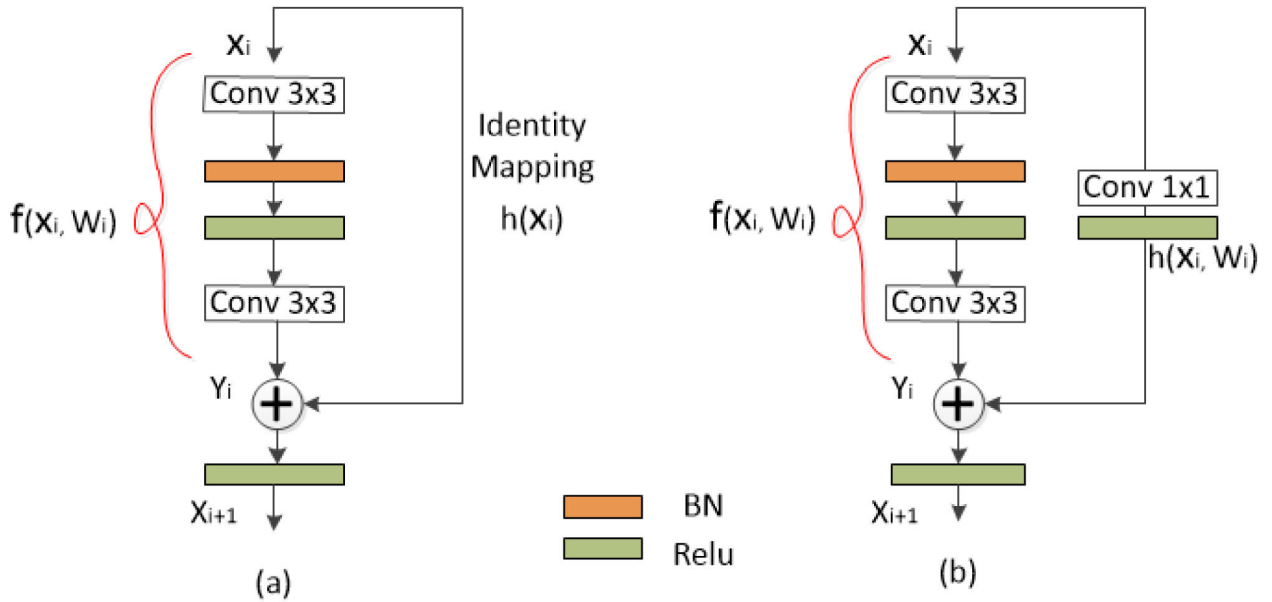 xᵢ
Conv 3x3
Identity
Mapping
h(xᵢ)
f(xᵢ, Wᵢ)
Conv 3x3
Yᵢ
+
Xᵢ₊₁
(a)
xᵢ
Conv 3x3
Conv 1x1
f(xᵢ, Wᵢ)
h(xᵢ, Wᵢ)
Conv 3x3
Yᵢ
+
Xᵢ₊₁
(b)
BN
Relu